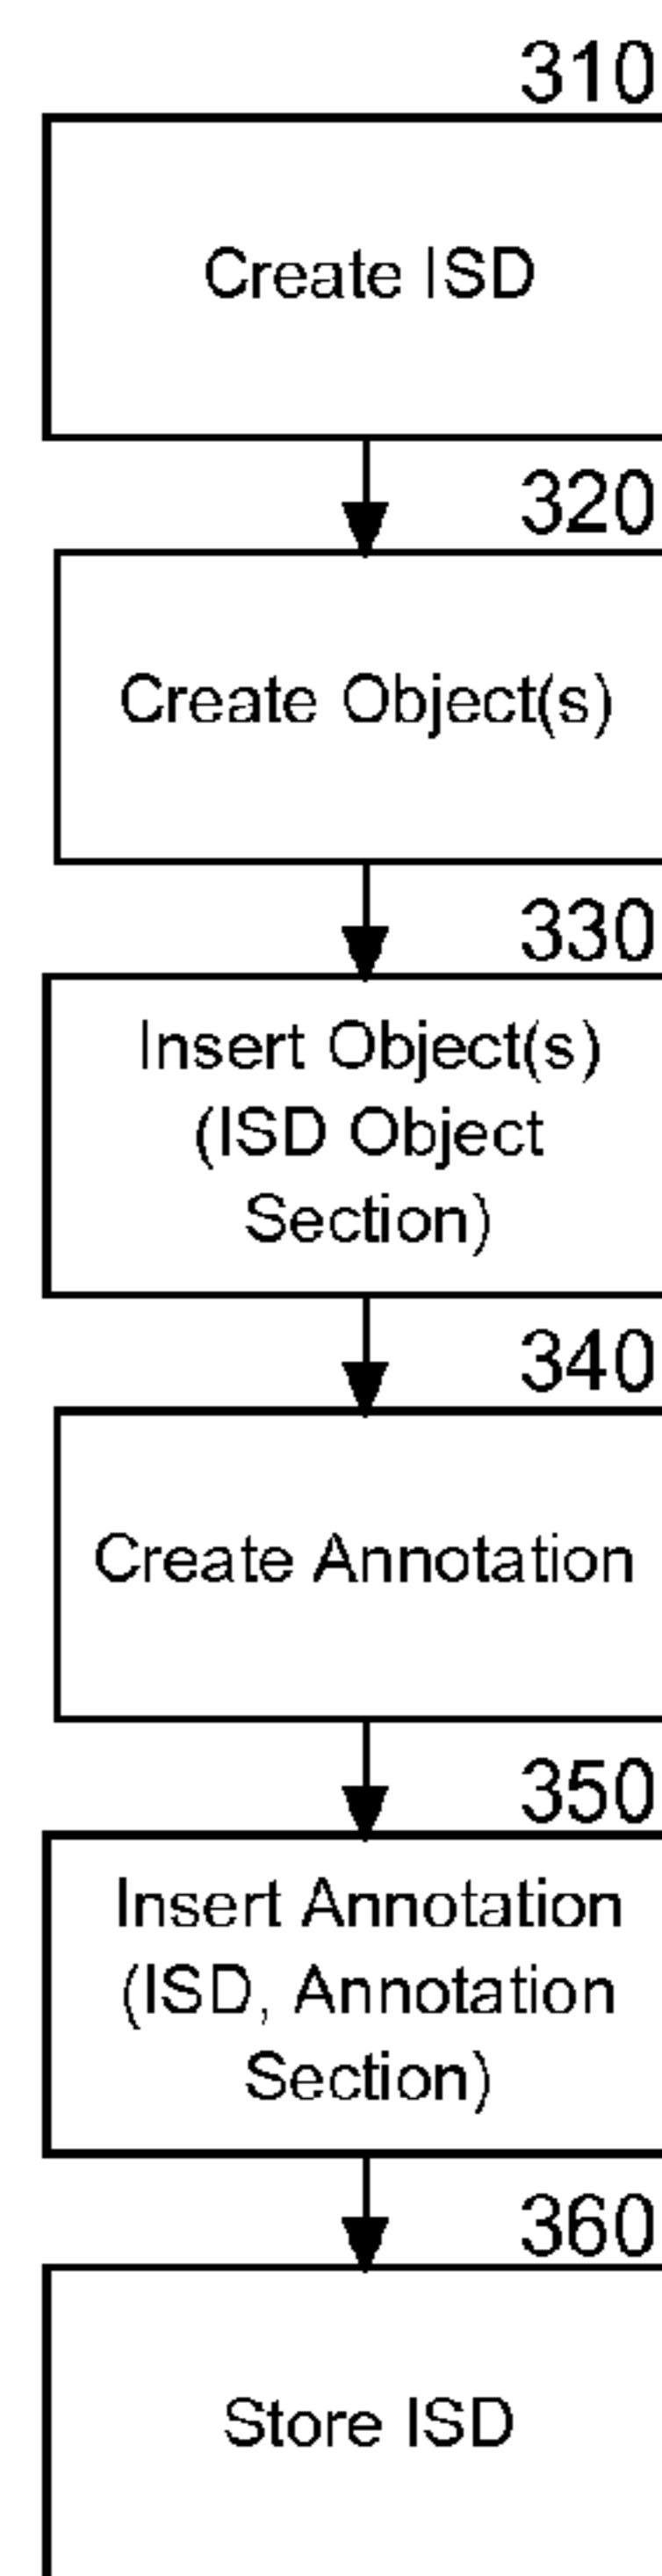 310
Create ISD
320
Create Object(s)
330
Insert Object(s)
(ISD Object
Section)
340
Create Annotation
350
Insert Annotation
(ISD, Annotation
Section)
360
Store ISD